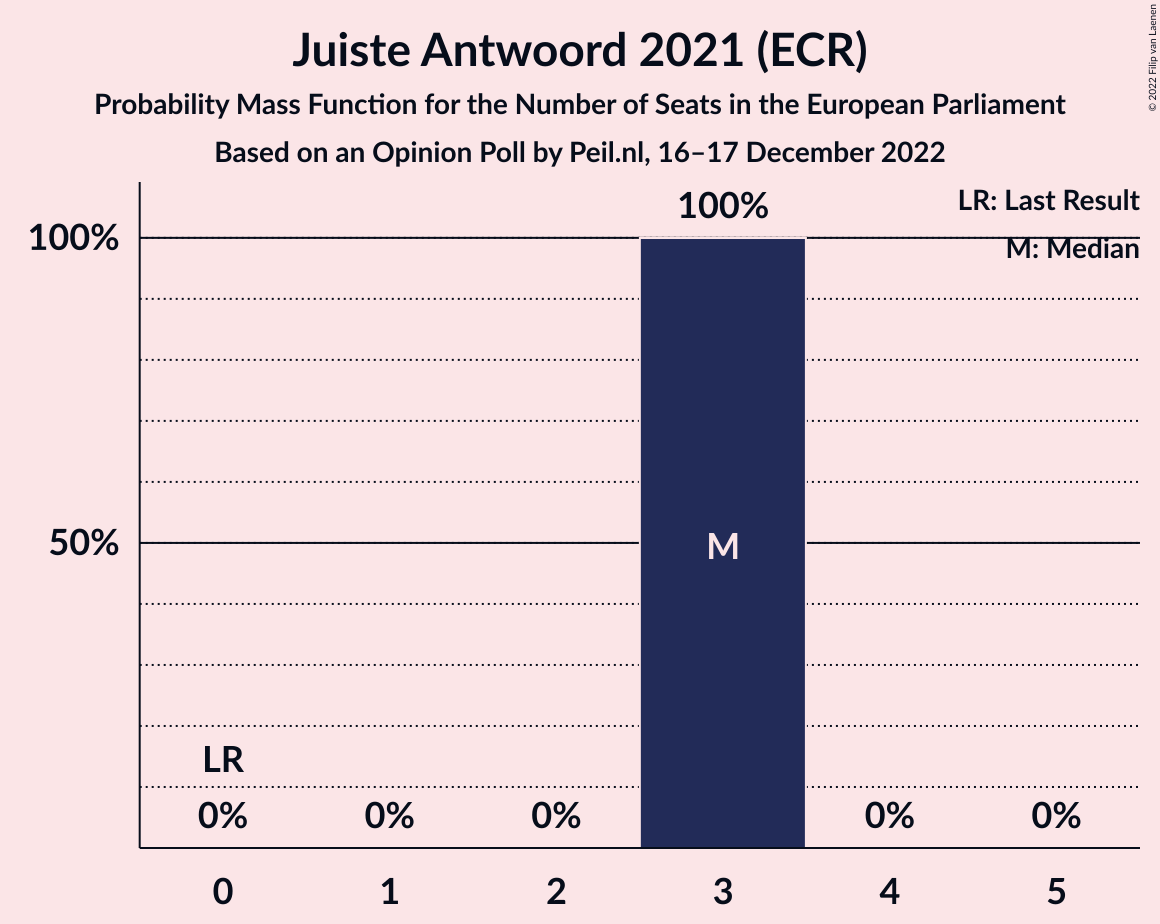 Juiste Antwoord 2021 (ECR)
Probability Mass Function for the Number of Seats in the European Parliament
Based on an Opinion Poll by Peil.nl, 16–17 December 2022
© 2022 Filip van Laenen
LR: Last Result
M: Median
100%
100%
50%
M
LR
0%
0%
0%
0%
0%
0
1
2
3
4
5